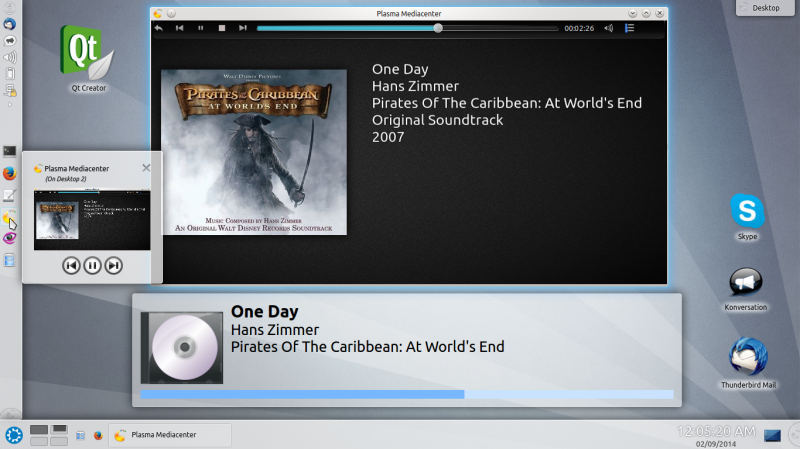 Plasma Mediacenter
Desktop
00:02:26
Qt
Qt Creator
WALT DISNEY PICTURES
PIRATES OF THE CARIBBEAN
AT WORLD'S END
MUSIC COMPOSED BY HANS ZIMMER
AN ORIGINAL WALT DISNEY RECORDS SOUNDTRACK
One Day
Hans Zimmer
Pirates Of The Caribbean: At World's End
Original Soundtrack
2007
Plasma Mediacenter
(On Desktop 2)
Skype
Konversation
Thunderbird Mail
One Day
Hans Zimmer
Pirates Of The Caribbean: At World's End
Plasma Mediacenter
12:05:20 AM
02/09/2014